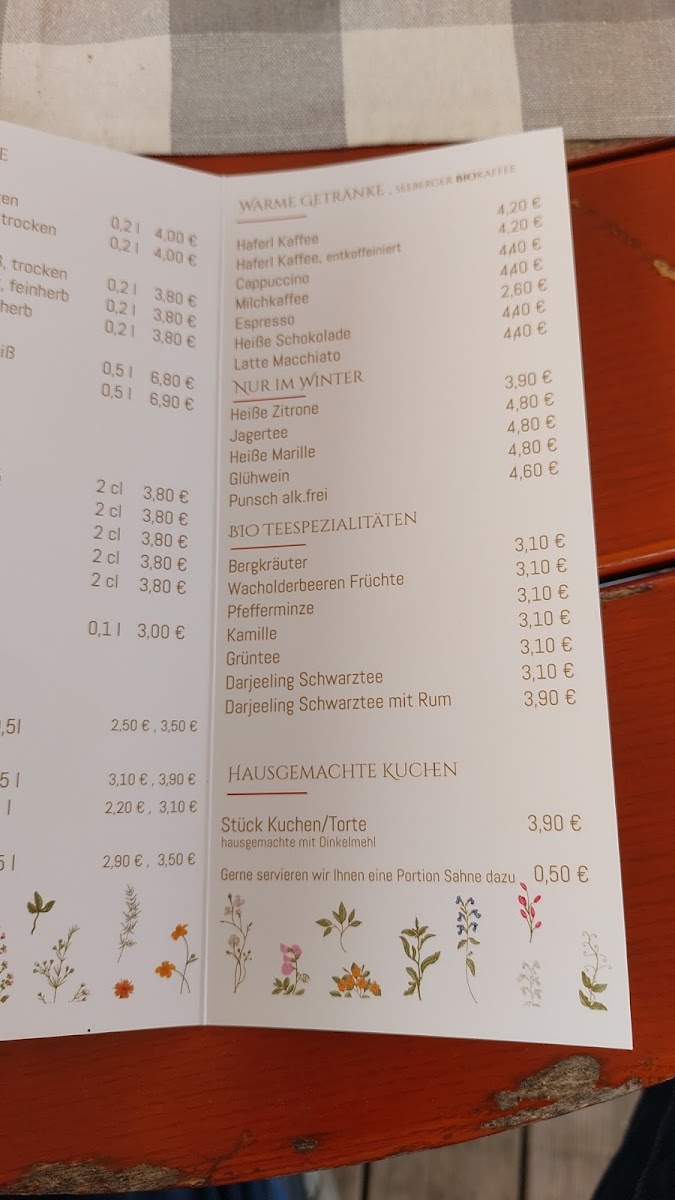 E
en
trocken 0,2 l 4,00 €
0,2 l 4,00 €
, trocken 0,2 l 3,80 €
, feinherb 0,2 l 3,80 €
herb 0,2 l 3,80 €
iß 0,5 l 6,80 €
0,5 l 6,90 €
2 cl 3,80 €
2 cl 3,80 €
2 cl 3,80 €
2 cl 3,80 €
2 cl 3,80 €
0,1 l 3,00 €
,5l 2,50 € , 3,50 €
5 l 3,10 € , 3,90 €
l 2,20 € , 3,10 €
5 l 2,90 € , 3,50 €
Warme Getränke , Seeberger BIOKaffee
Haferl Kaffee 4,20 €
Haferl Kaffee, entkoffeiniert 4,20 €
Cappuccino 4,40 €
Milchkaffee 4,40 €
Espresso 2,60 €
Heiße Schokolade 4,40 €
Latte Macchiato 4,40 €
Nur im Winter
Heiße Zitrone 3,90 €
Jagertee 4,80 €
Heiße Marille 4,80 €
Glühwein 4,80 €
Punsch alk.frei 4,60 €
Bio Teespezialitäten
Bergkräuter 3,10 €
Wacholderbeeren Früchte 3,10 €
Pfefferminze 3,10 €
Kamille 3,10 €
Grüntee 3,10 €
Darjeeling Schwarztee 3,10 €
Darjeeling Schwarztee mit Rum 3,90 €
Hausgemachte Kuchen
Stück Kuchen/Torte 3,90 €
hausgemachte mit Dinkelmehl
Gerne servieren wir Ihnen eine Portion Sahne dazu 0,50 €